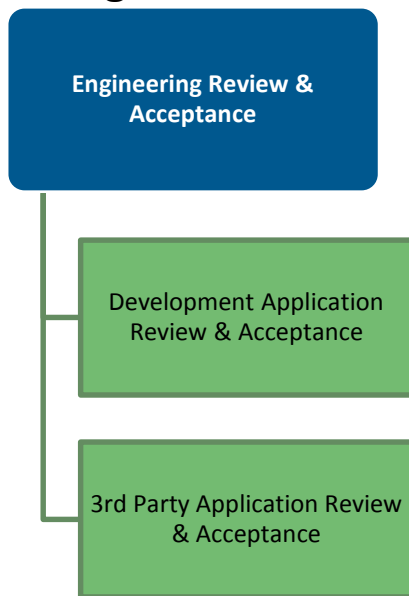 Engineering Review &
Acceptance
Development Application
Review & Acceptance
3rd Party Application Review
& Acceptance